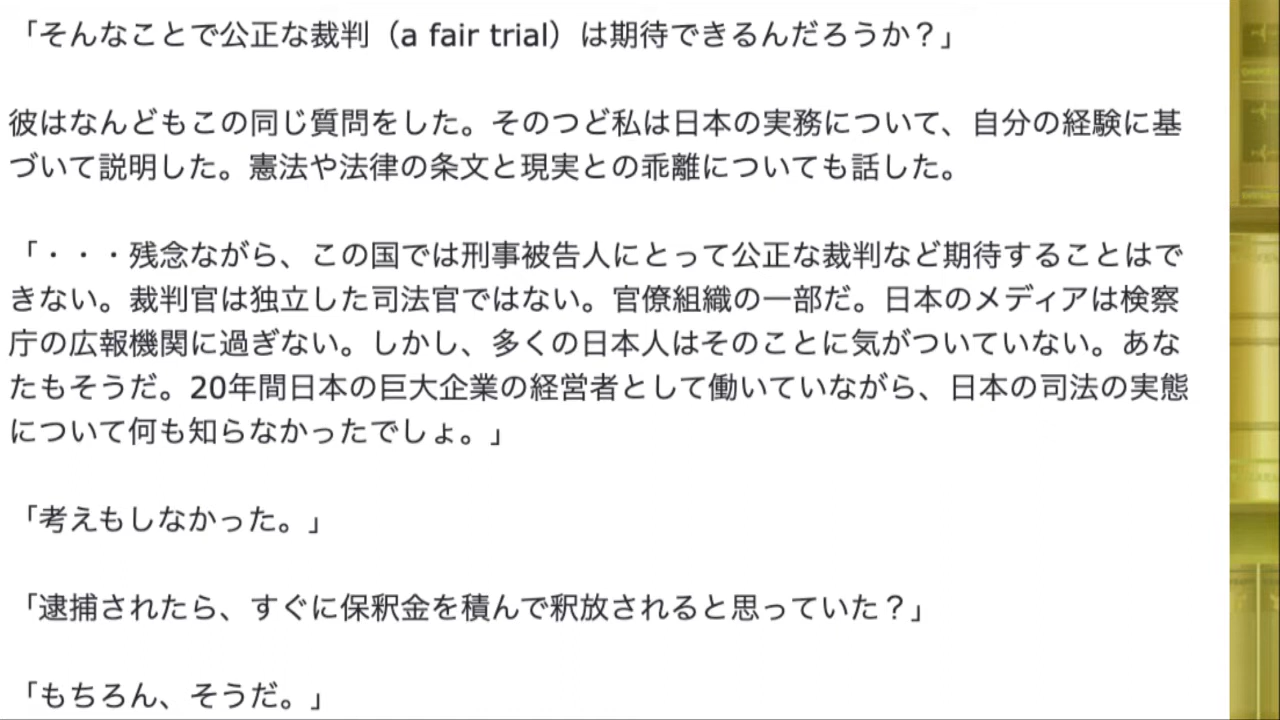 「そんなことで公正な裁判（a fair trial）は期待できるんだろうか？」
彼はなんどもこの同じ質問をした。そのつど私は日本の実務について、自分の経験に基
づいて説明した。憲法や法律の条文と現実との乖離についても話した。
「・・・残念ながら、この国では刑事被告人にとって公正な裁判など期待することはで
きない。裁判官は独立した司法官ではない。官僚組織の一部だ。日本のメディアは検察
庁の広報機関に過ぎない。しかし、多くの日本人はそのことに気がついていない。あな
たもそうだ。20年間日本の巨大企業の経営者として働いていながら、日本の司法の実態
について何も知らなかったでしょ。」
「考えもしなかった。」
「逮捕されたら、すぐに保釈金を積んで釈放されると思っていた？」
「もちろん、そうだ。」